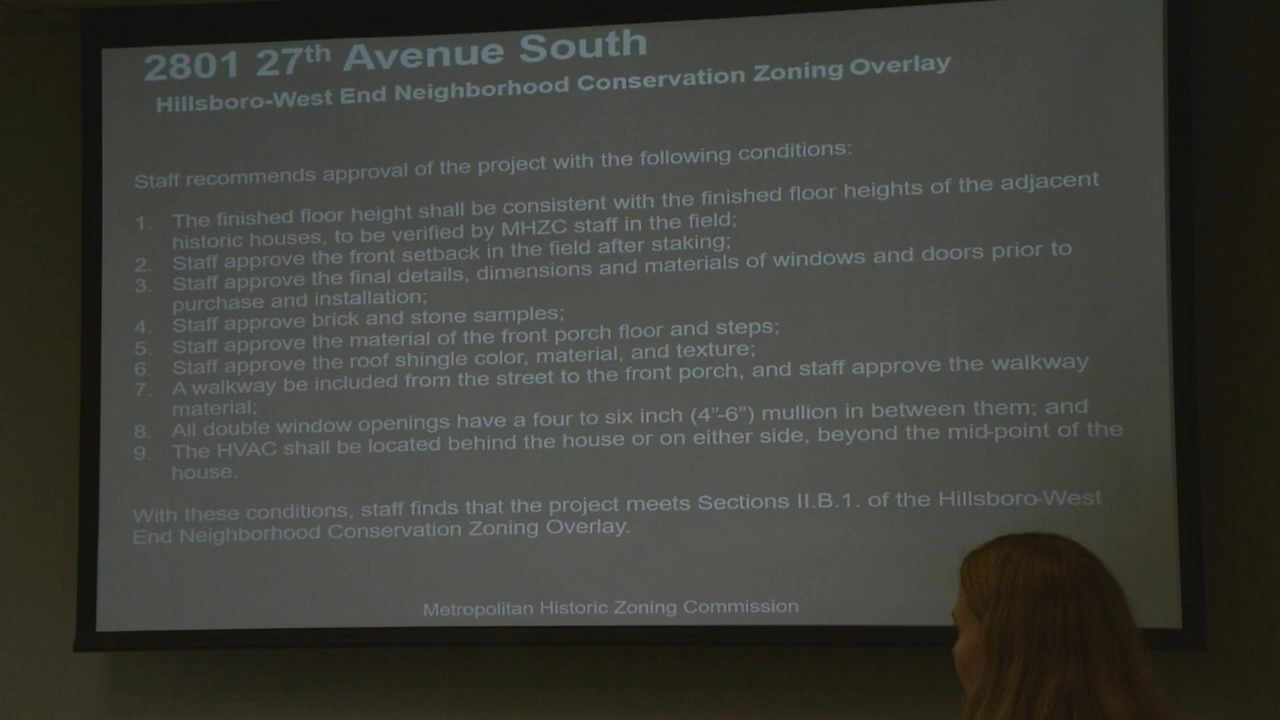 2801 27th Avenue South
Hillsboro-West End Neighborhood Conservation Zoning Overlay
Staff recommends approval of the project with the following conditions:
1. The finished floor height shall be consistent with the finished floor heights of the adjacent
historic houses, to be verified by MHZC staff in the field;
2. Staff approve the front setback in the field after staking;
3. Staff approve the final details, dimensions and materials of windows and doors prior to
purchase and installation;
4. Staff approve brick and stone samples;
5. Staff approve the material of the front porch floor and steps;
6. Staff approve the roof shingle color, material, and texture;
7. A walkway be included from the street to the front porch, and staff approve the walkway
material;
8. All double window openings have a four to six inch (4”-6”) mullion in between them; and
9. The HVAC shall be located behind the house or on either side, beyond the mid-point of the
house.
With these conditions, staff finds that the project meets Sections II.B.1. of the Hillsboro-West
End Neighborhood Conservation Zoning Overlay.
Metropolitan Historic Zoning Commission